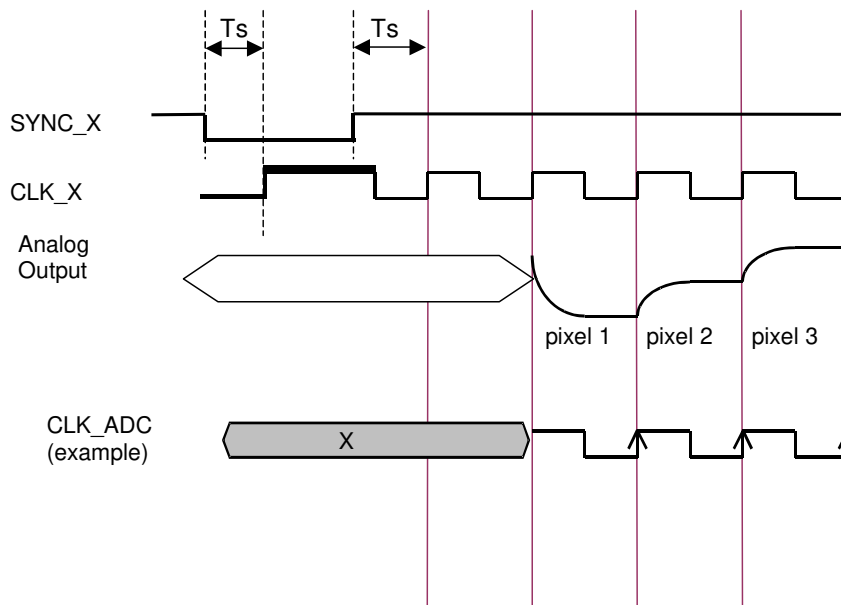 Ts Ts
SYNC_X
CLK_X
Analog
Output
pixel 1 pixel 2 pixel 3
CLK_ADC
(example)
X